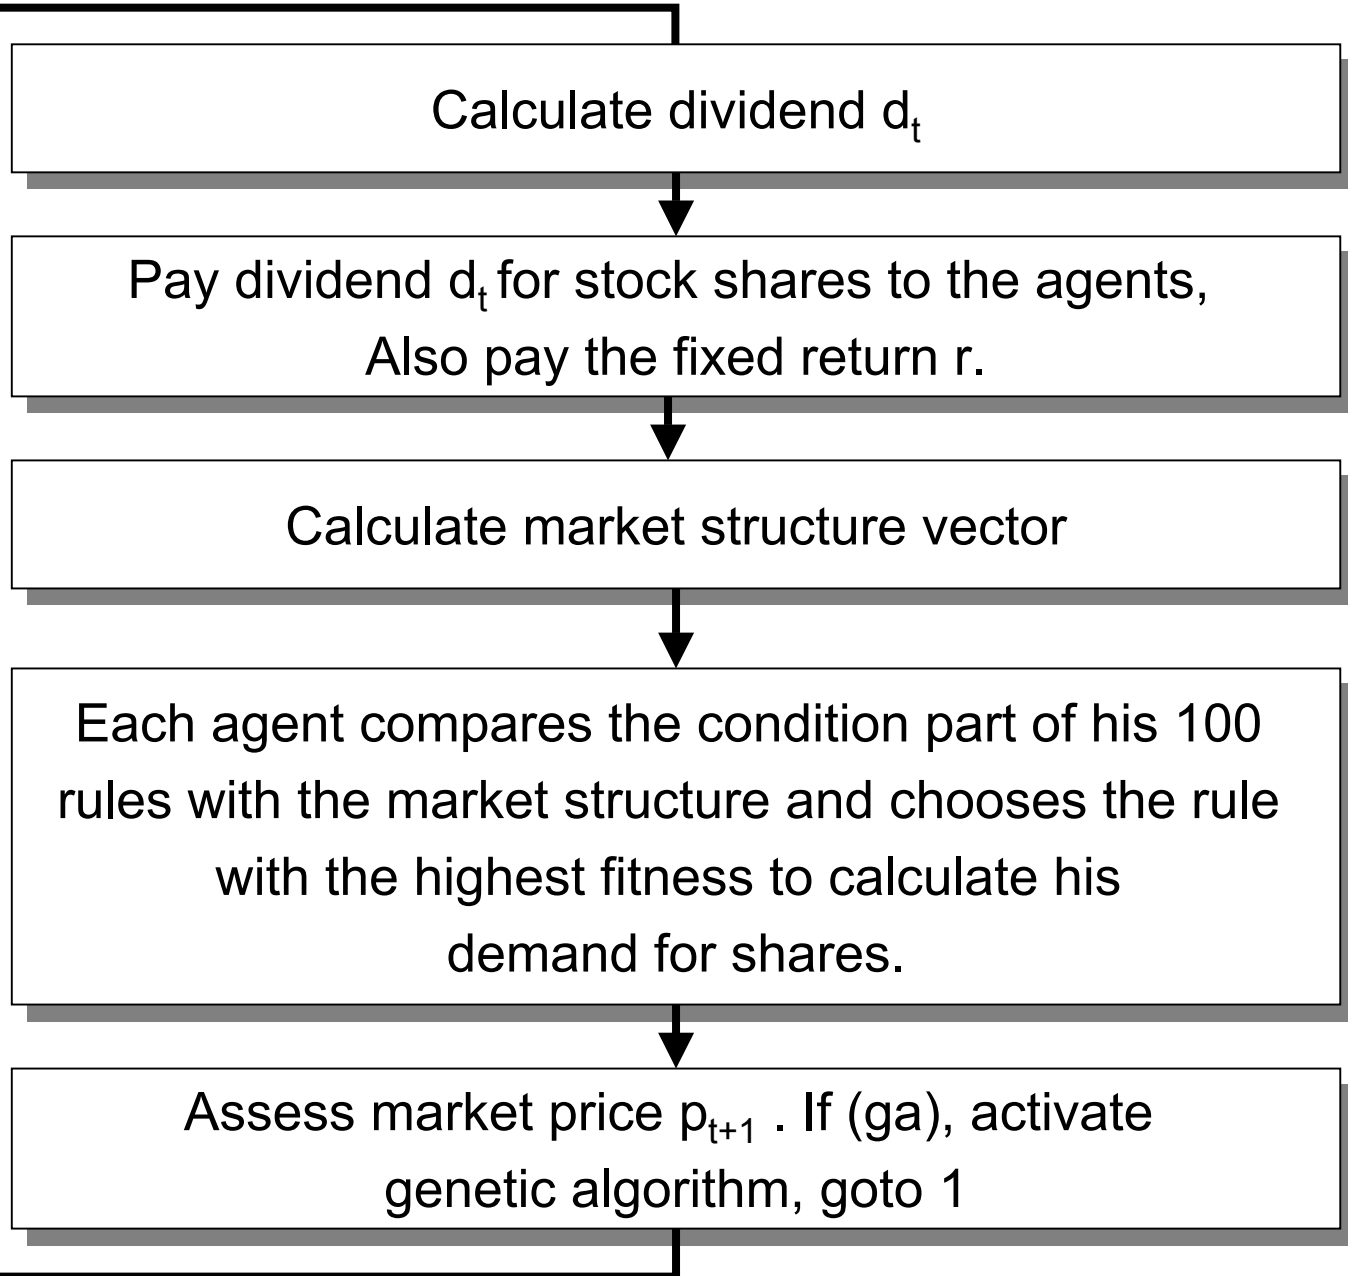 Calculate dividend dₜ
Pay dividend dₜ for stock shares to the agents,
Also pay the fixed return r.
Calculate market structure vector
Each agent compares the condition part of his 100
rules with the market structure and chooses the rule
with the highest fitness to calculate his
demand for shares.
Assess market price pₜ₊₁ . If (ga), activate
genetic algorithm, goto 1